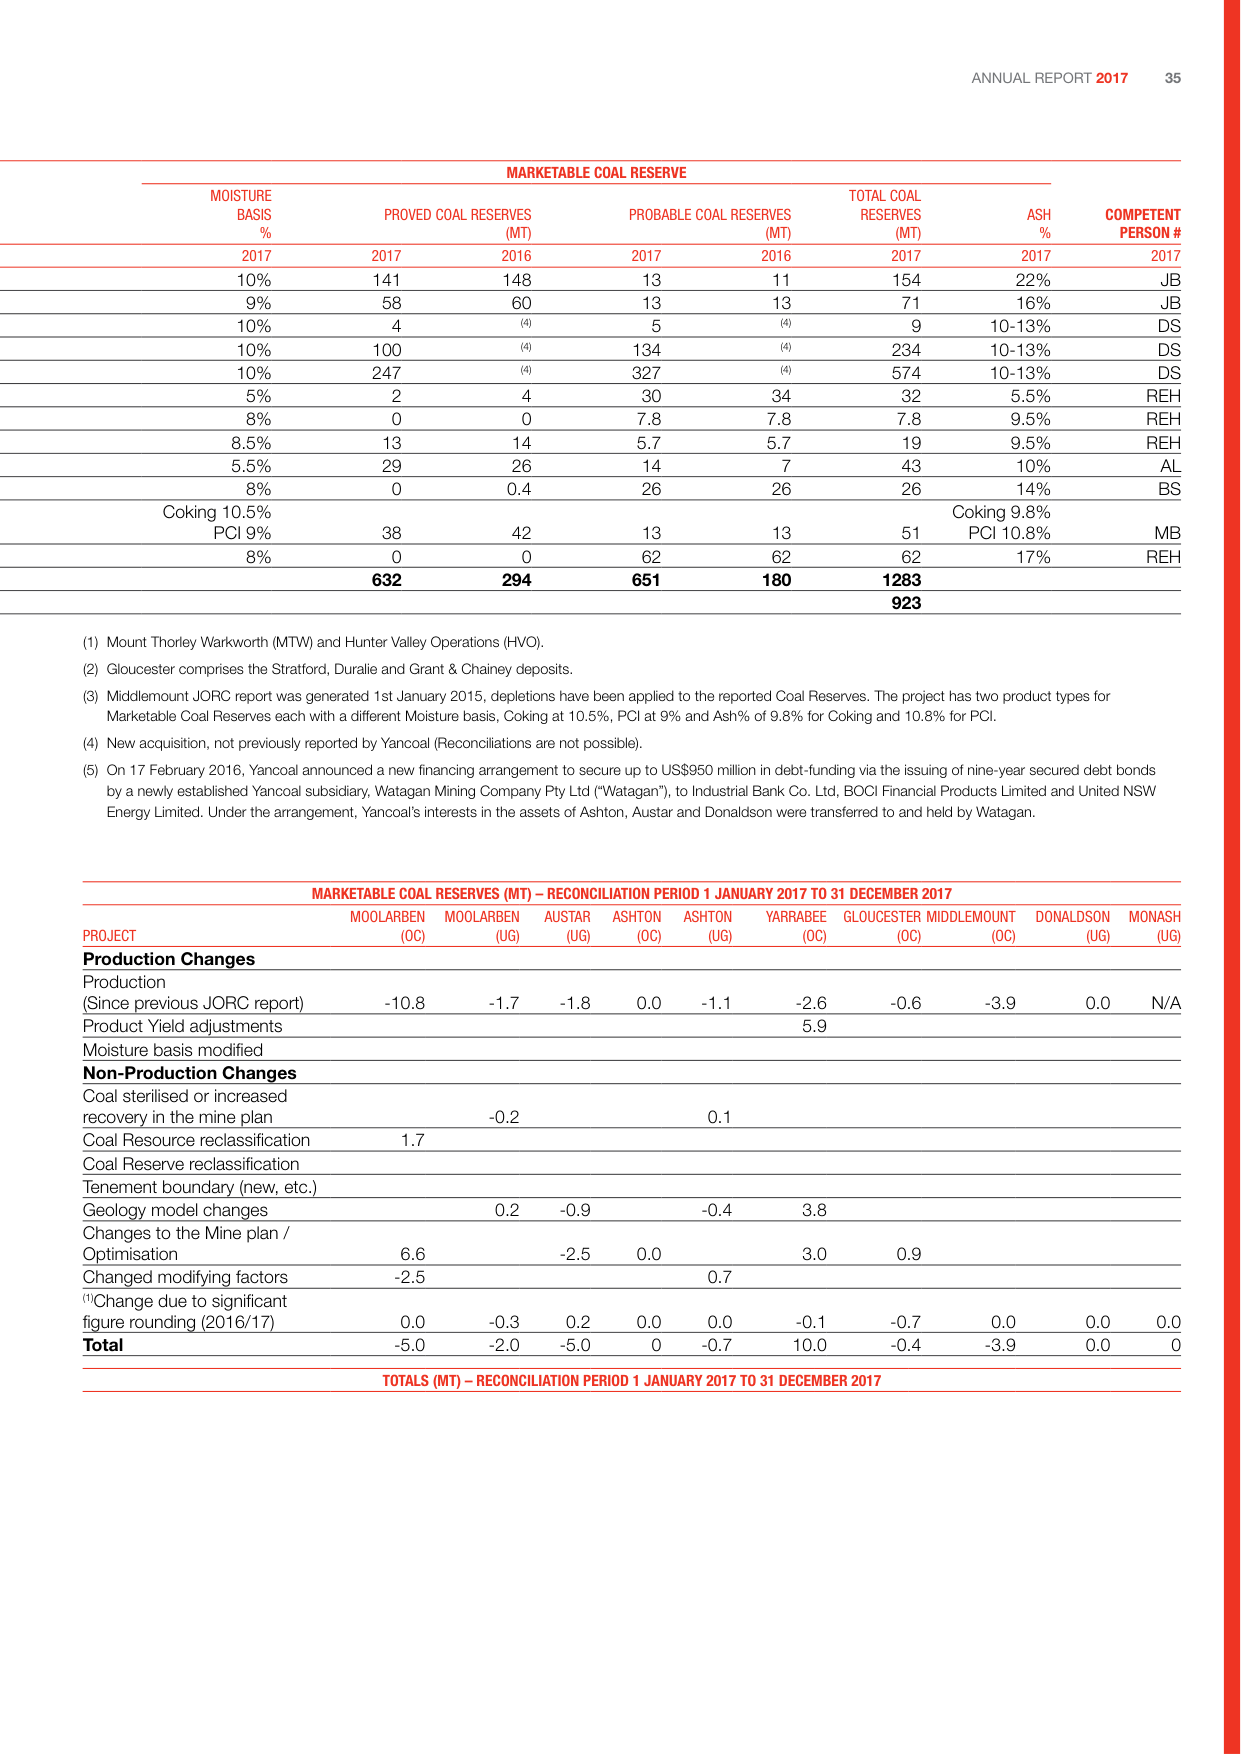 ANNUAL REPORT 2017 35
MARKETABLE COAL RESERVE
MOISTURE BASIS % PROVED COAL RESERVES (MT) PROBABLE COAL RESERVES (MT) TOTAL COAL RESERVES (MT) ASH % COMPETENT PERSON #
2017 2017 2016 2017 2016 2017 2017 2017
10% 141 148 13 11 154 22% JB
9% 58 60 13 13 71 16% JB
10% 4 (4) 5 (4) 9 10-13% DS
10% 100 (4) 134 (4) 234 10-13% DS
10% 247 (4) 327 (4) 574 10-13% DS
5% 2 4 30 34 32 5.5% REH
8% 0 0 7.8 7.8 7.8 9.5% REH
8.5% 13 14 5.7 5.7 19 9.5% REH
5.5% 29 26 14 7 43 10% AL
8% 0 0.4 26 26 26 14% BS
Coking 10.5% Coking 9.8%
PCI 9% 38 42 13 13 51 PCI 10.8% MB
8% 0 0 62 62 62 17% REH
632 294 651 180 1283
923
(1) Mount Thorley Warkworth (MTW) and Hunter Valley Operations (HVO).
(2) Gloucester comprises the Stratford, Duralie and Grant & Chainey deposits.
(3) Middlemount JORC report was generated 1st January 2015, depletions have been applied to the reported Coal Reserves. The project has two product types for
Marketable Coal Reserves each with a different Moisture basis, Coking at 10.5%, PCI at 9% and Ash% of 9.8% for Coking and 10.8% for PCI.
(4) New acquisition, not previously reported by Yancoal (Reconciliations are not possible).
(5) On 17 February 2016, Yancoal announced a new financing arrangement to secure up to US$950 million in debt-funding via the issuing of nine-year secured debt bonds
by a newly established Yancoal subsidiary, Watagan Mining Company Pty Ltd (“Watagan”), to Industrial Bank Co. Ltd, BOCI Financial Products Limited and United NSW
Energy Limited. Under the arrangement, Yancoal’s interests in the assets of Ashton, Austar and Donaldson were transferred to and held by Watagan.
MARKETABLE COAL RESERVES (MT) – RECONCILIATION PERIOD 1 JANUARY 2017 TO 31 DECEMBER 2017
MOOLARBEN MOOLARBEN AUSTAR ASHTON ASHTON YARRABEE GLOUCESTER MIDDLEMOUNT DONALDSON MONASH
PROJECT (OC) (UG) (UG) (OC) (UG) (OC) (OC) (OC) (UG) (UG)
Production Changes
Production
(Since previous JORC report) -10.8 -1.7 -1.8 0.0 -1.1 -2.6 -0.6 -3.9 0.0 N/A
Product Yield adjustments 5.9
Moisture basis modified
Non-Production Changes
Coal sterilised or increased
recovery in the mine plan -0.2 0.1
Coal Resource reclassification 1.7
Coal Reserve reclassification
Tenement boundary (new, etc.)
Geology model changes 0.2 -0.9 -0.4 3.8
Changes to the Mine plan /
Optimisation 6.6 -2.5 0.0 3.0 0.9
Changed modifying factors -2.5 0.7
(1)Change due to significant
figure rounding (2016/17) 0.0 -0.3 0.2 0.0 0.0 -0.1 -0.7 0.0 0.0 0.0
Total -5.0 -2.0 -5.0 0 -0.7 10.0 -0.4 -3.9 0.0 0
TOTALS (MT) – RECONCILIATION PERIOD 1 JANUARY 2017 TO 31 DECEMBER 2017